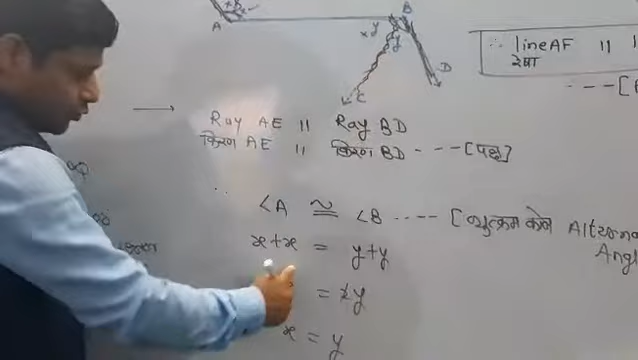 x x
A
B
x y
y
C
D
∴ line AF ||
रेषा
Ray AE || Ray BD
किरण AE || किरण BD - - - [पक्ष]
∠A ≅ ∠B - - - - [व्युत्क्रम कोन Alterna
Angl
x+x = y+y
= 2y
x = y